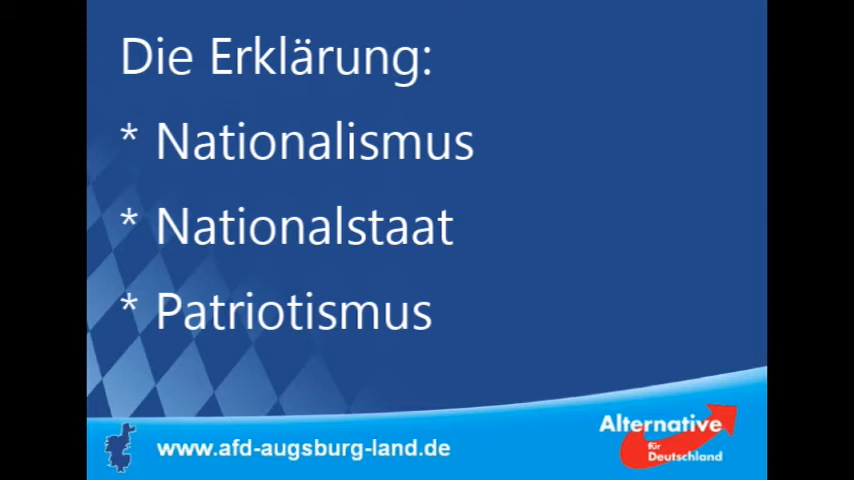 Die Erklärung:
* Nationalismus
* Nationalstaat
* Patriotismus
www.afd-augsburg-land.de
Alternative
für
Deutschland